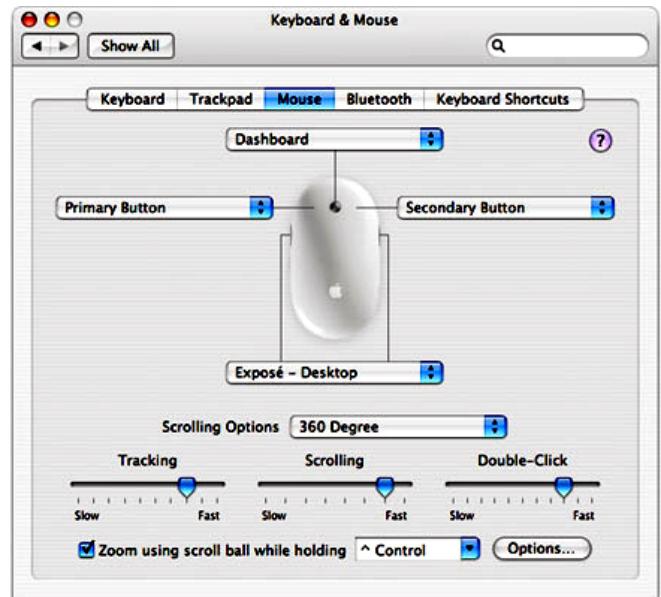 Keyboard & Mouse
Show All
Keyboard Trackpad Mouse Bluetooth Keyboard Shortcuts
Dashboard
?
Primary Button
Secondary Button
Exposé – Desktop
Scrolling Options 360 Degree
Tracking Scrolling Double-Click
Slow Fast Slow Fast Slow Fast
Zoom using scroll ball while holding ^ Control Options...